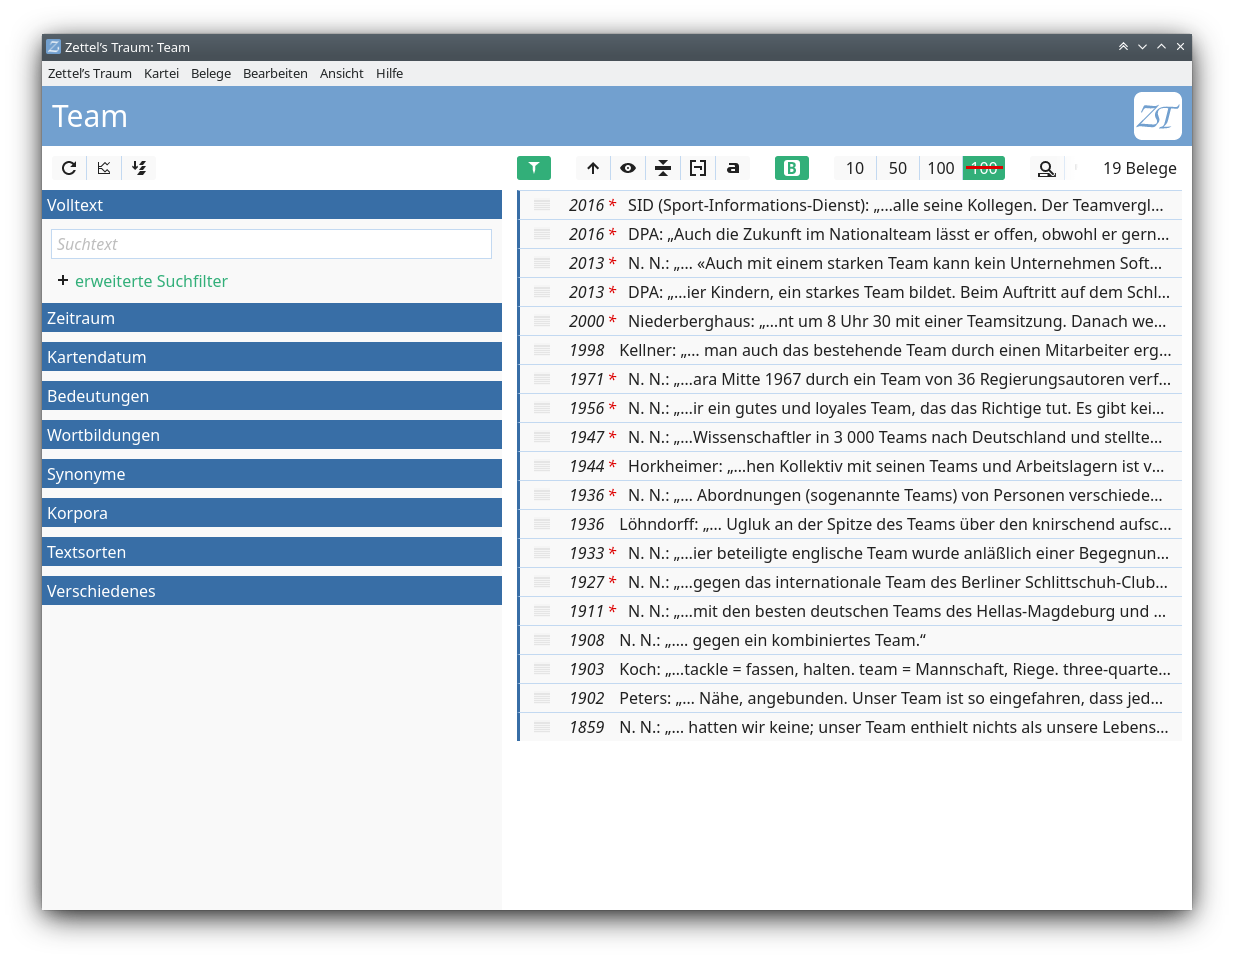 Zettel’s Traum: Team
Zettel’s Traum Kartei Belege Bearbeiten Ansicht Hilfe
Team
ZT
B 10 50 100 100 19 Belege
Volltext
Suchtext
erweiterte Suchfilter
Zeitraum
Kartendatum
Bedeutungen
Wortbildungen
Synonyme
Korpora
Textsorten
Verschiedenes
2016 * SID (Sport-Informations-Dienst): „…alle seine Kollegen. Der Teamvergl…
2016 * DPA: „Auch die Zukunft im Nationalteam lässt er offen, obwohl er gern…
2013 * N. N.: „… «Auch mit einem starken Team kann kein Unternehmen Soft…
2013 * DPA: „…ier Kindern, ein starkes Team bildet. Beim Auftritt auf dem Schl…
2000 * Niederberghaus: „…nt um 8 Uhr 30 mit einer Teamsitzung. Danach we…
1998 Kellner: „… man auch das bestehende Team durch einen Mitarbeiter erg…
1971 * N. N.: „…ara Mitte 1967 durch ein Team von 36 Regierungsautoren verf…
1956 * N. N.: „…ir ein gutes und loyales Team, das das Richtige tut. Es gibt kei…
1947 * N. N.: „…Wissenschaftler in 3 000 Teams nach Deutschland und stellte…
1944 * Horkheimer: „…hen Kollektiv mit seinen Teams und Arbeitslagern ist v…
1936 * N. N.: „… Abordnungen (sogenannte Teams) von Personen verschiede…
1936 Löhndorff: „… Ugluk an der Spitze des Teams über den knirschend aufsc…
1933 * N. N.: „…ier beteiligte englische Team wurde anläßlich einer Begegnun…
1927 * N. N.: „…gegen das internationale Team des Berliner Schlittschuh-Club…
1911 * N. N.: „…mit den besten deutschen Teams des Hellas-Magdeburg und …
1908 N. N.: „…. gegen ein kombiniertes Team.“
1903 Koch: „…tackle = fassen, halten. team = Mannschaft, Riege. three-quarte…
1902 Peters: „… Nähe, angebunden. Unser Team ist so eingefahren, dass jed…
1859 N. N.: „… hatten wir keine; unser Team enthielt nichts als unsere Lebens…